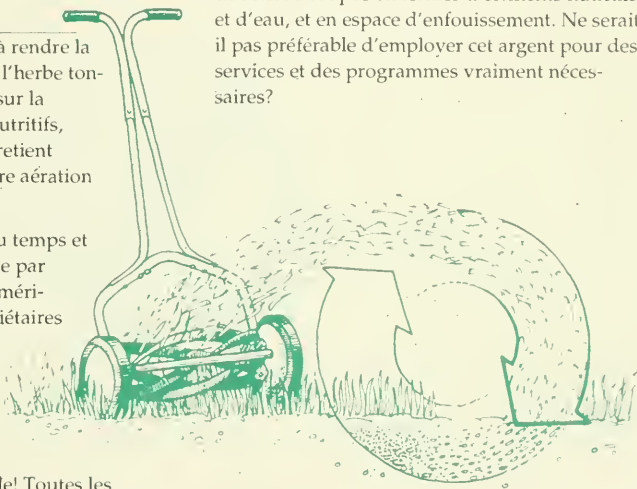 à rendre la
l'herbe ton-
sur la
utritifs,
retient
re aération
u temps et
e par
méri-
iétaires
le! Toutes les
et d'eau, et en espace d'enfouissement. Ne serait
il pas préférable d'employer cet argent pour des
services et des programmes vraiment néces-
saires?